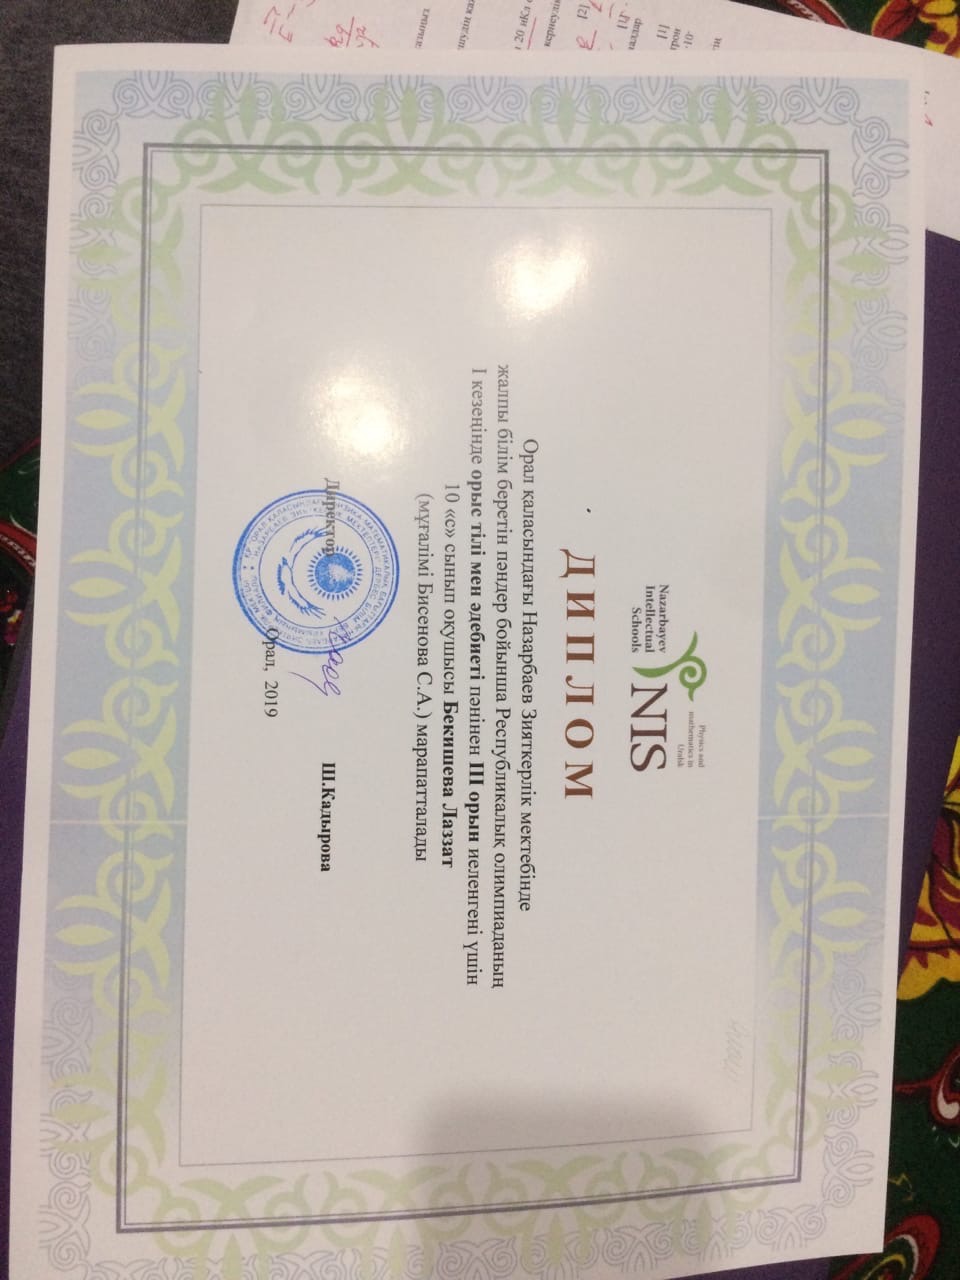 Nazarbayev
Intellectual
Schools
NIS
Physics and
mathematics in
Uralsk
ДИПЛОМ
Орал қаласындағы Назарбаев Зияткерлік мектебінде
жалпы білім беретін пәндер бойынша Республикалық олимпиаданың
І кезеңінде орыс тілі мен әдебиеті пәнінен ІІІ орын иеленгені үшін
10 «с» сынып оқушысы Бекишева Лаззат
(мұғалімі Бисенова С.А.) марапатталады
Директор
Ш.Кадырова
Орал, 2019